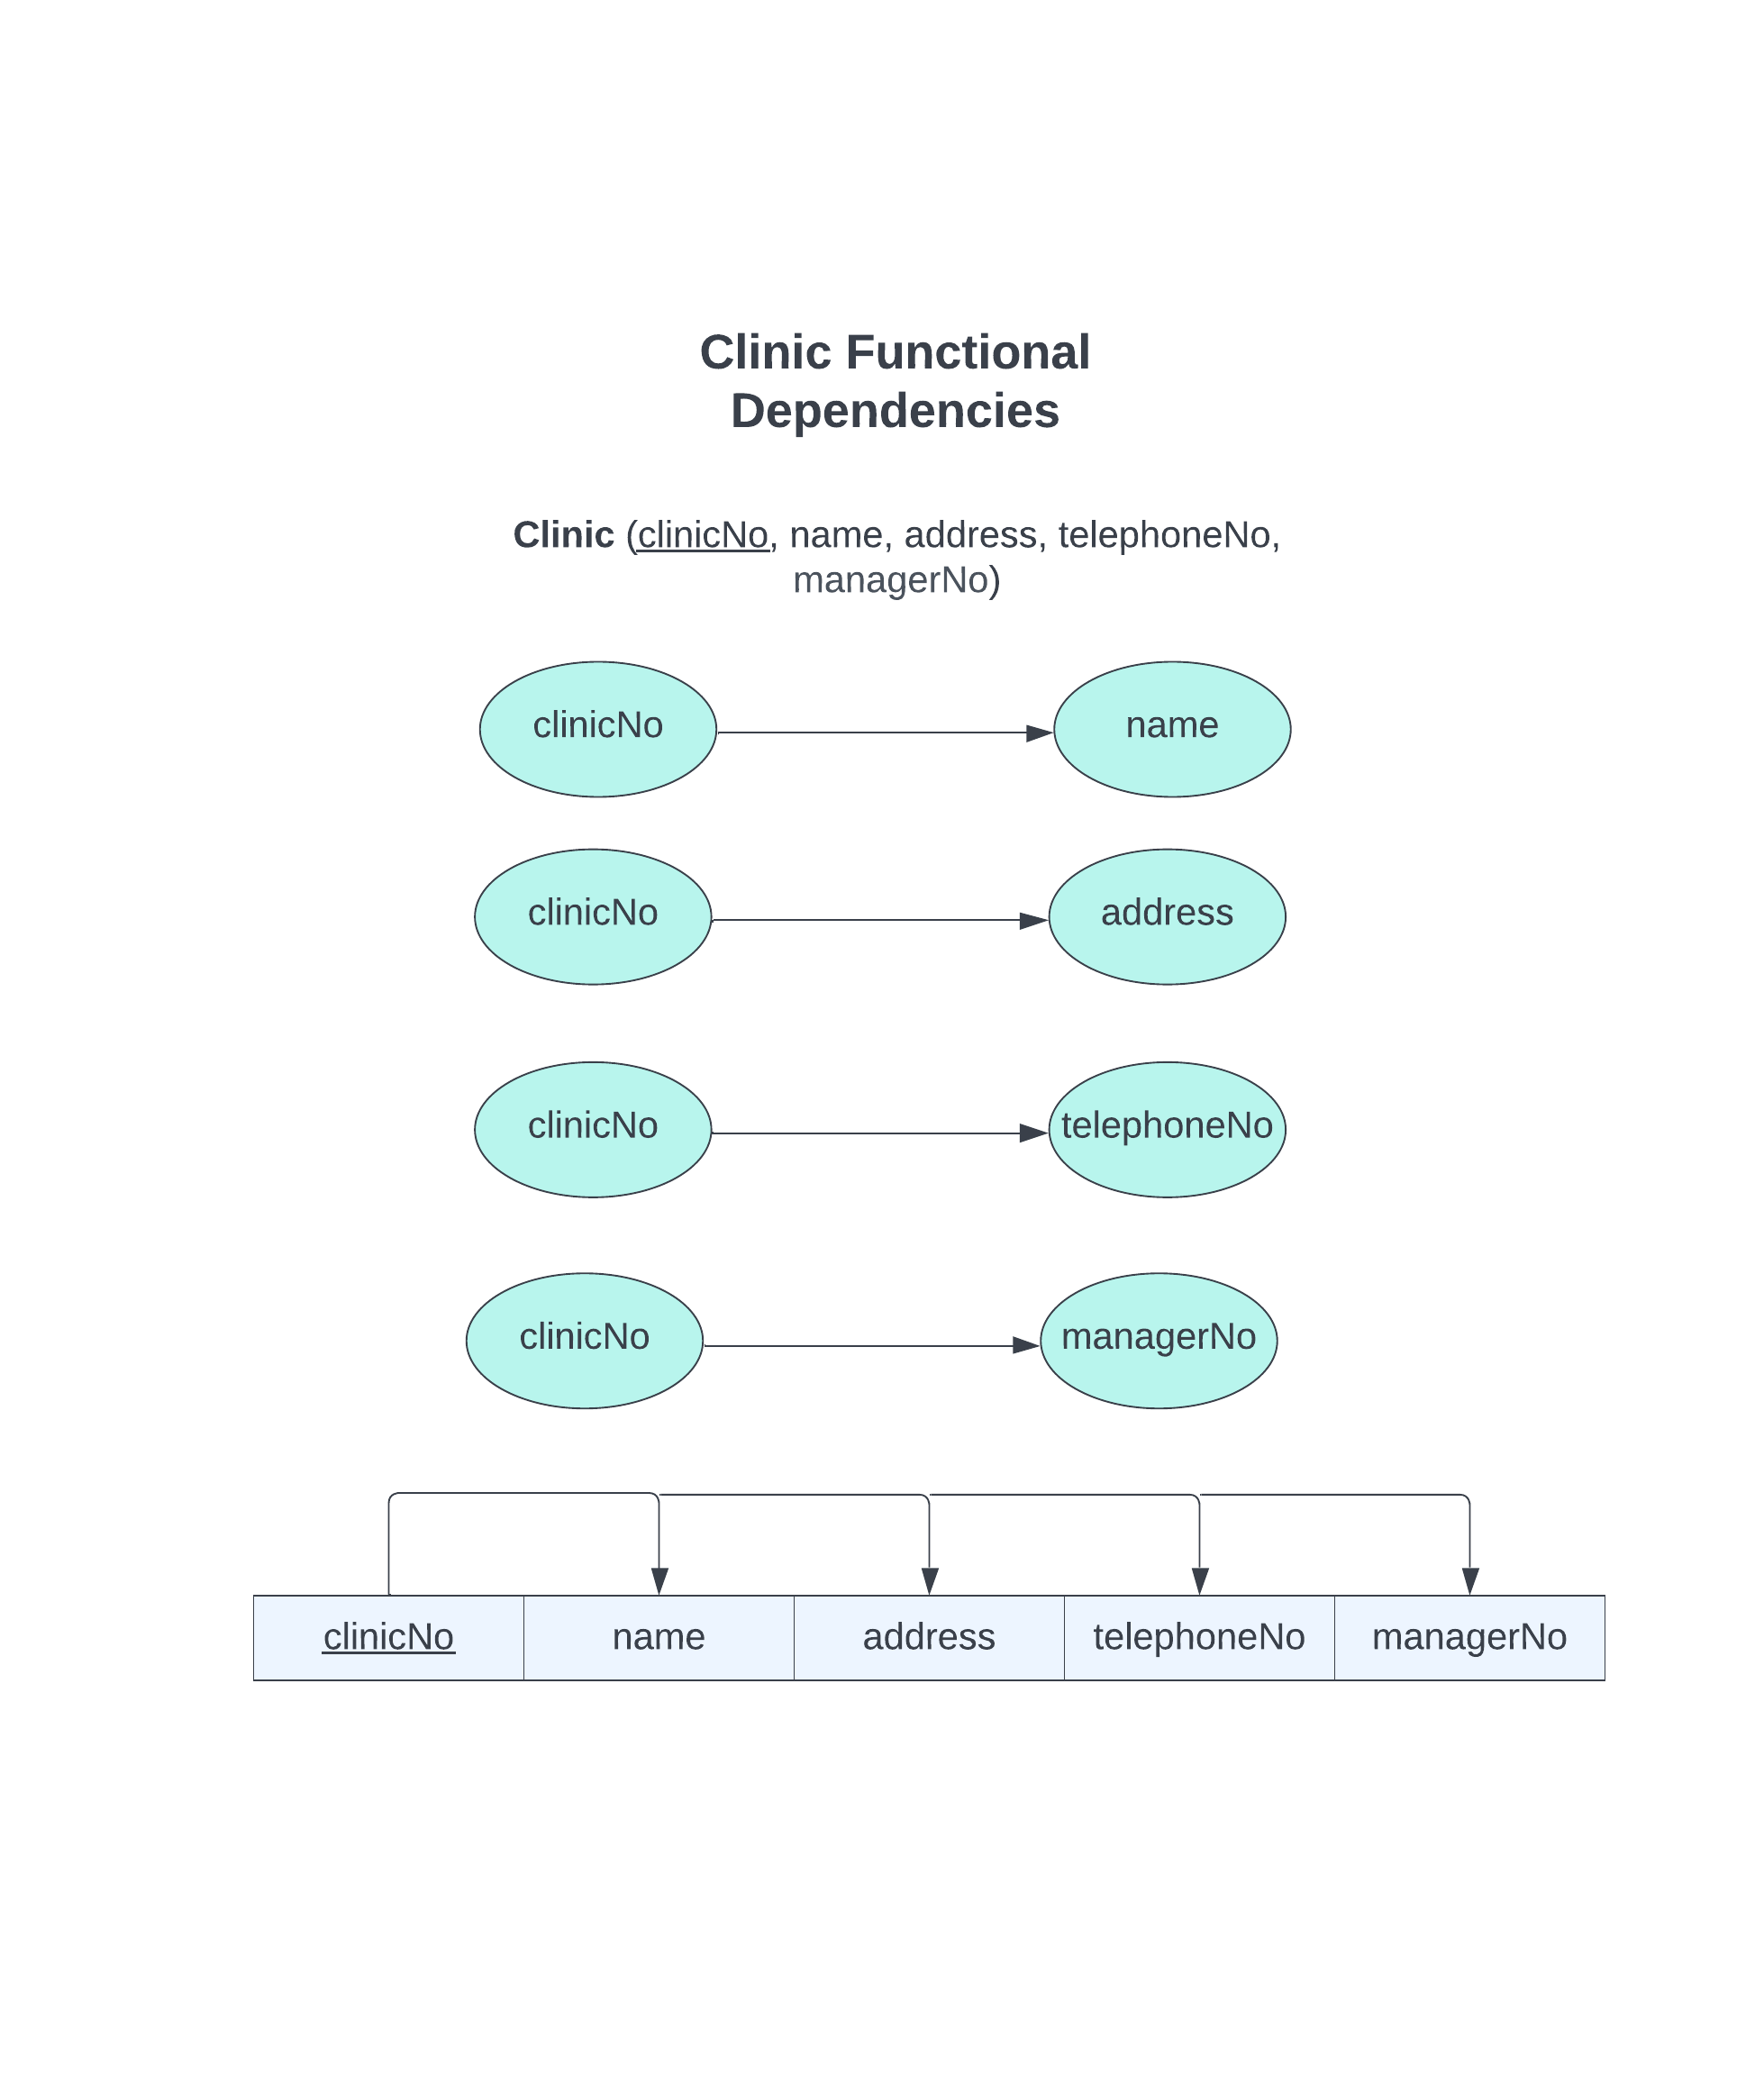 Clinic Functional
Dependencies
Clinic (clinicNo, name, address, telephoneNo,
managerNo)
clinicNo name
clinicNo address
clinicNo telephoneNo
clinicNo managerNo
clinicNo name address telephoneNo managerNo